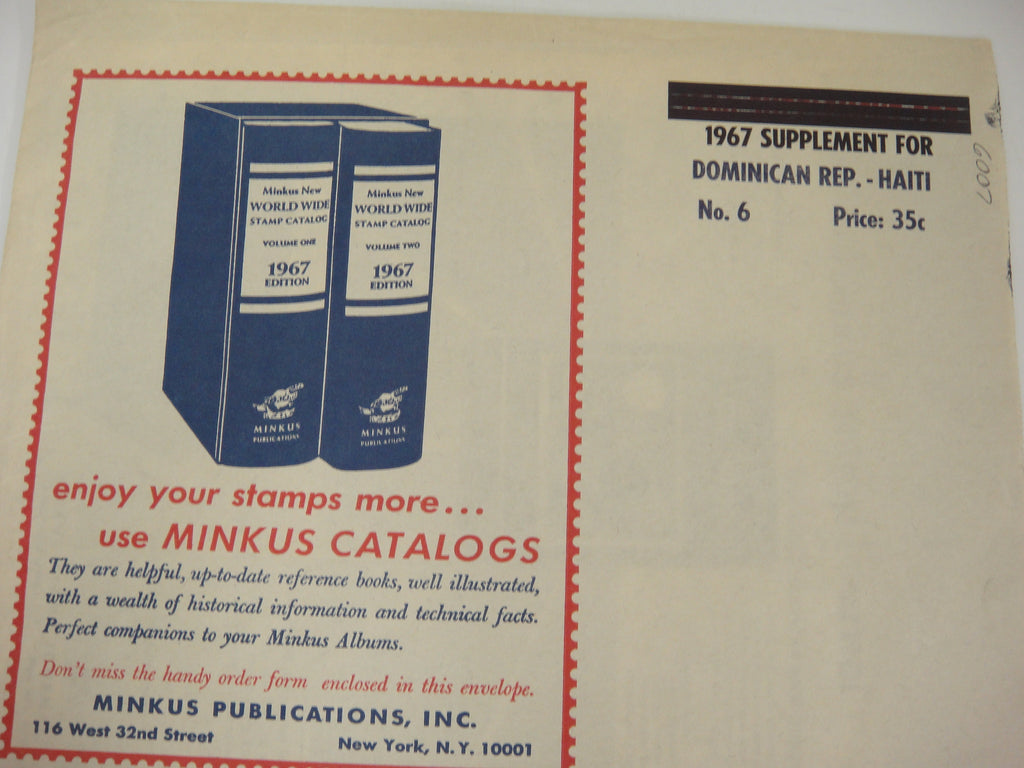 Minkus New
WORLD WIDE
STAMP CATALOG
VOLUME ONE
1967
EDITION
MINKUS
PUBLICATIONS
Minkus New
WORLD WIDE
STAMP CATALOG
VOLUME TWO
1967
EDITION
MINKUS
PUBLICATIONS
enjoy your stamps more...
use MINKUS CATALOGS
They are helpful, up-to-date reference books, well illustrated,
with a wealth of historical information and technical facts.
Perfect companions to your Minkus Albums.
Don't miss the handy order form enclosed in this envelope.
MINKUS PUBLICATIONS, INC.
116 West 32nd Street
New York, N. Y. 10001
1967 SUPPLEMENT FOR
DOMINICAN REP. - HAITI
No. 6 Price: 35c